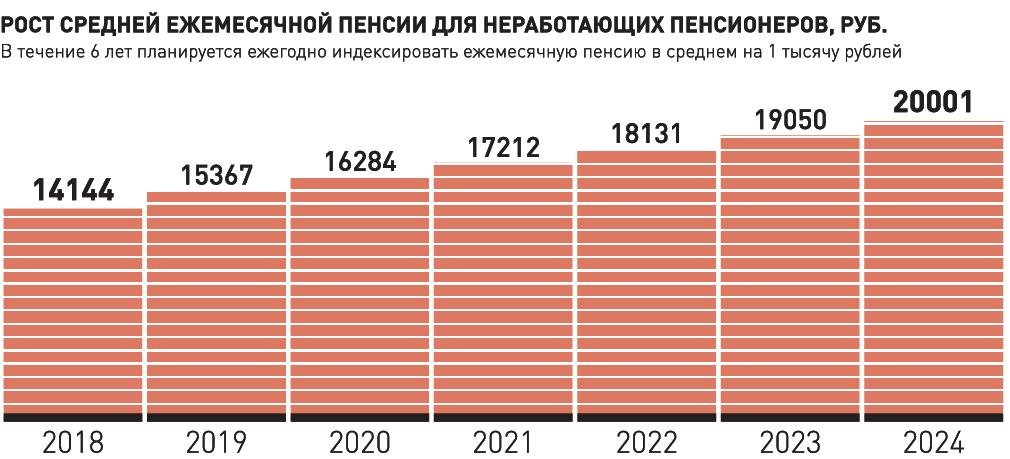 РОСТ СРЕДНЕЙ ЕЖЕМЕСЯЧНОЙ ПЕНСИИ ДЛЯ НЕРАБОТАЮЩИХ ПЕНСИОНЕРОВ, РУБ.
В течение 6 лет планируется ежегодно индексировать ежемесячную пенсию в среднем на 1 тысячу рублей
14144 15367 16284 17212 18131 19050 20001
2018 2019 2020 2021 2022 2023 2024